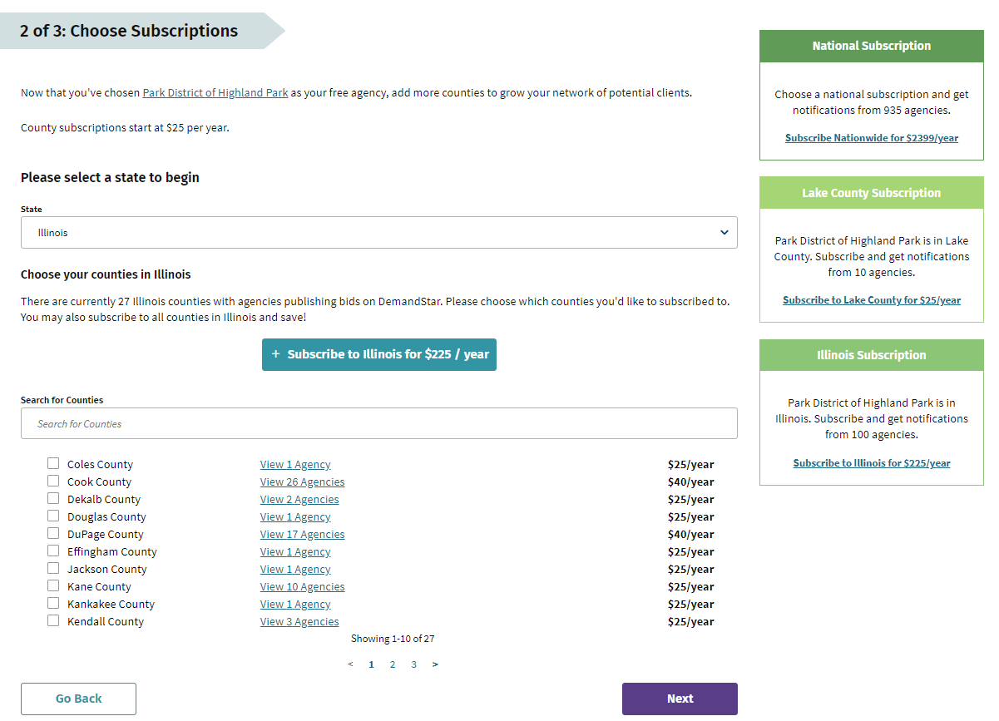 2 of 3: Choose Subscriptions
Now that you've chosen Park District of Highland Park as your free agency, add more counties to grow your network of potential clients.
County subscriptions start at $25 per year.
Please select a state to begin
State
Illinois
Choose your counties in Illinois
There are currently 27 Illinois counties with agencies publishing bids on DemandStar. Please choose which counties you'd like to subscribed to.
You may also subscribe to all counties in Illinois and save!
+ Subscribe to Illinois for $225 / year
Search for Counties
Search for Counties
Coles County View 1 Agency $25/year
Cook County View 26 Agencies $40/year
Dekalb County View 2 Agencies $25/year
Douglas County View 1 Agency $25/year
DuPage County View 17 Agencies $40/year
Effingham County View 1 Agency $25/year
Jackson County View 1 Agency $25/year
Kane County View 10 Agencies $25/year
Kankakee County View 1 Agency $25/year
Kendall County View 3 Agencies $25/year
Showing 1-10 of 27
< 1 2 3 >
Go Back
Next
National Subscription
Choose a national subscription and get
notifications from 935 agencies.
Subscribe Nationwide for $2399/year
Lake County Subscription
Park District of Highland Park is in Lake
County. Subscribe and get notifications
from 10 agencies.
Subscribe to Lake County for $25/year
Illinois Subscription
Park District of Highland Park is in
Illinois. Subscribe and get notifications
from 100 agencies.
Subscribe to Illinois for $225/year